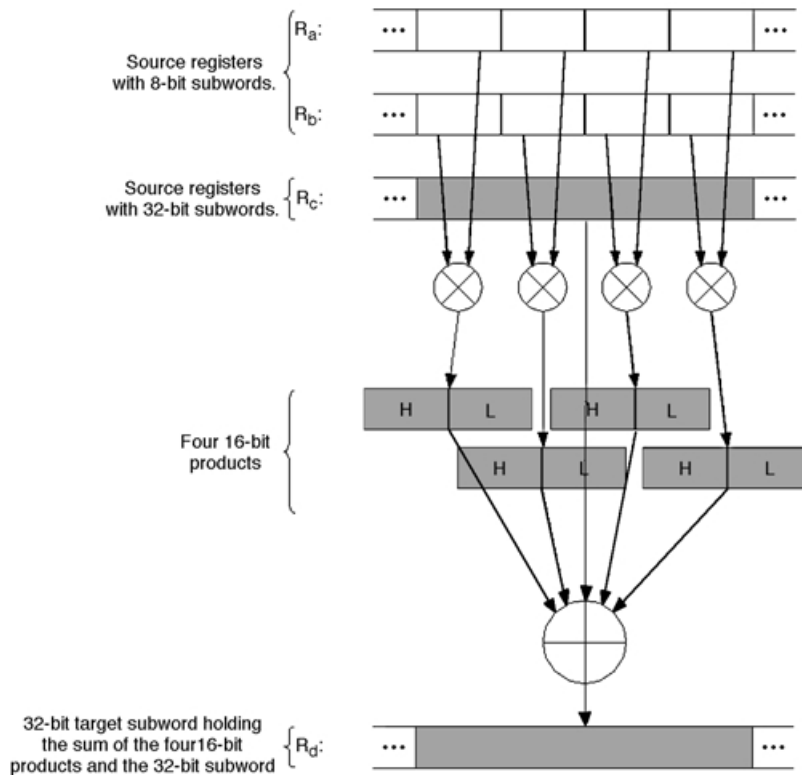 Source registers
with 8-bit subwords.
Ra:
••• •••
Rb:
••• •••
Source registers
with 32-bit subwords.
Rc:
••• •••
Four 16-bit
products
H L H L
H L H L
32-bit target subword holding
the sum of the four16-bit
products and the 32-bit subword
Rd:
••• •••